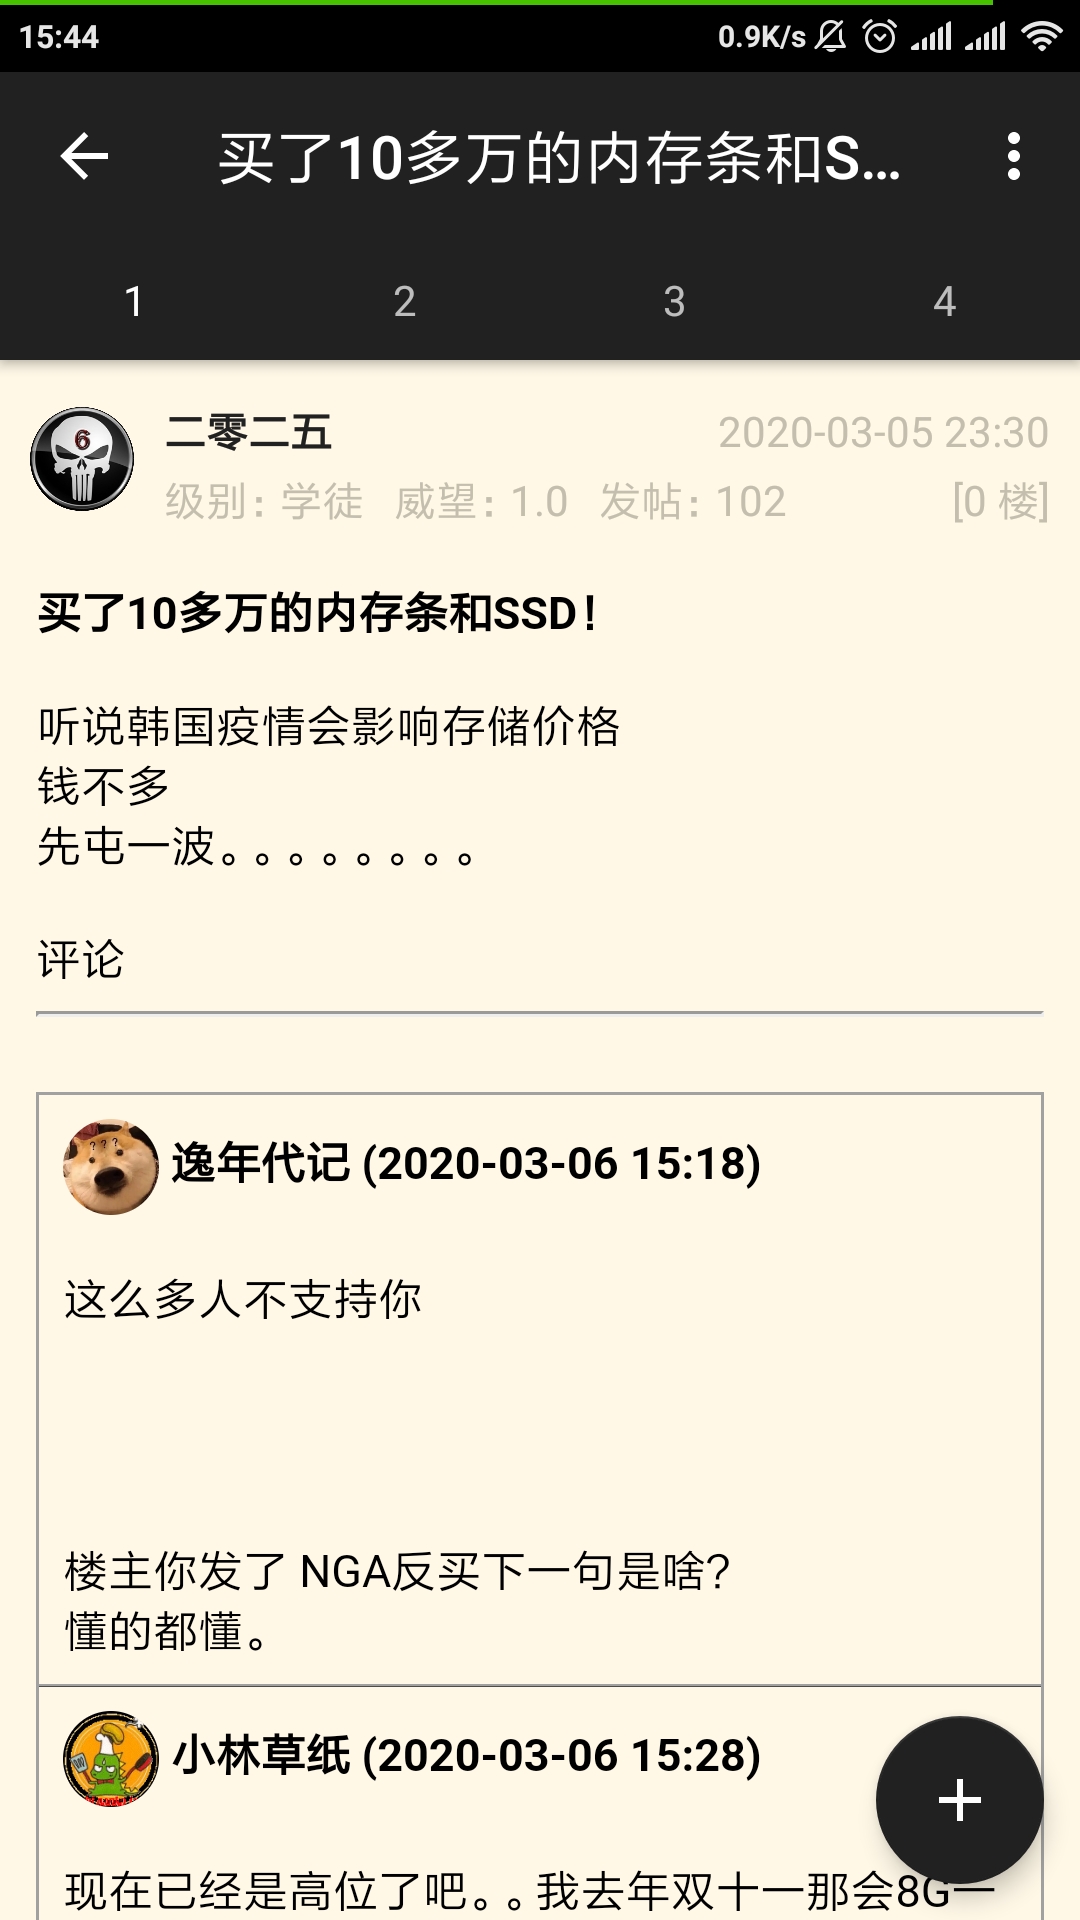 15:44
0.9K/s
买了10多万的内存条和S...
1
2
3
4
6
二零二五
2020-03-05 23:30
级别：学徒 威望：1.0 发帖：102
[0 楼]
买了10多万的内存条和SSD！
听说韩国疫情会影响存储价格
钱不多
先屯一波。。。。。。。。
评论
? ? ?
逸年代记 (2020-03-06 15:18)
这么多人不支持你
楼主你发了 NGA反买下一句是啥？
懂的都懂。
小林草纸 (2020-03-06 15:28)
现在已经是高位了吧。。我去年双十一那会8G一